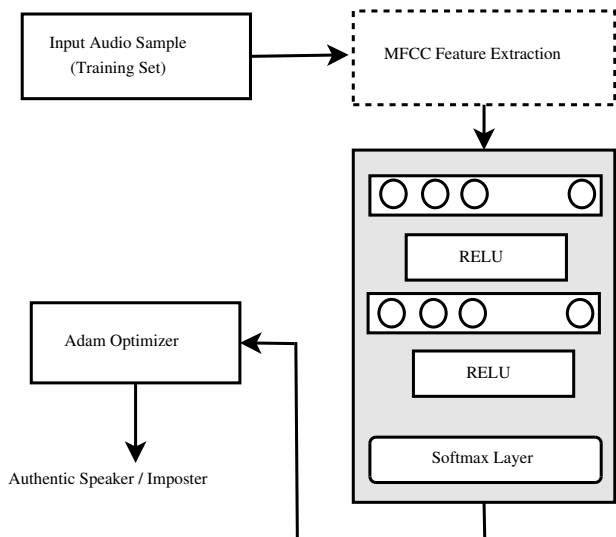 Input Audio Sample
(Training Set)
MFCC Feature Extraction
RELU
RELU
Softmax Layer
Adam Optimizer
Authentic Speaker / Imposter